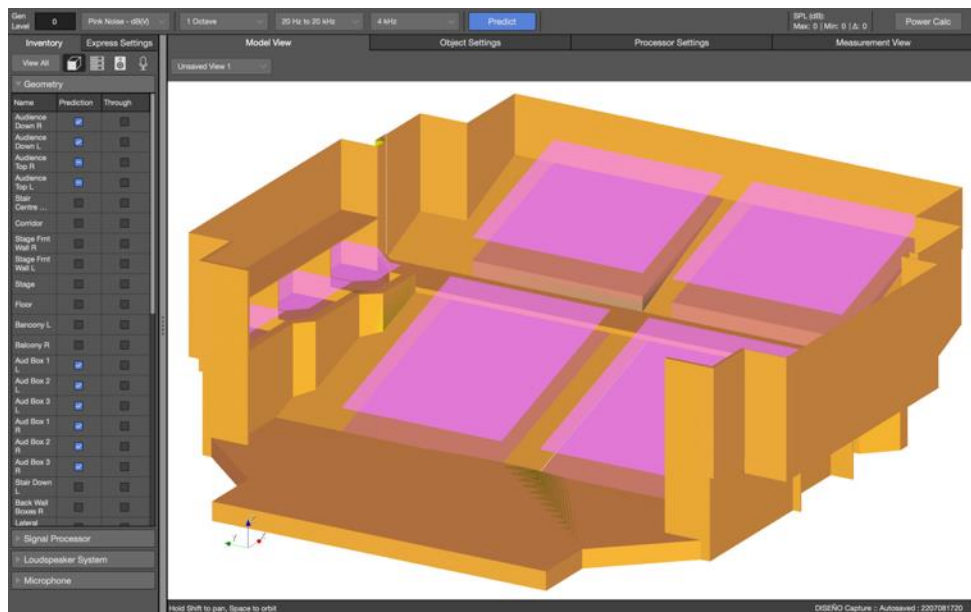 Gen
Level
0
Pink Noise - dB(V)
1 Octave
20 Hz to 20 kHz
4 kHz
Predict
SPL (dB)
Max: 0 | Min: 0 | Δ: 0
Power Calc
Inventory
Express Settings
Model View
Object Settings
Processor Settings
Measurement View
View All
Unsaved View 1
Geometry
Name Prediction Through
Audience
Down R
Audience
Down L
Audience
Top R
Audience
Top L
Stair
Centre ...
Corridor
Stage Frnt
Wall R
Stage Frnt
Wall L
Stage
Floor
Bancony L
Balcony R
Aud Box 1
L
Aud Box 2
L
Aud Box 3
L
Aud Box 1
R
Aud Box 2
R
Aud Box 3
R
Stair Down
L
Back Wall
Boxes R
Lateral
Signal Processor
Loudspeaker System
Microphone
Hold Shift to pan, Space to orbit
DISEÑO Capture :: Autosaved : 2207081720